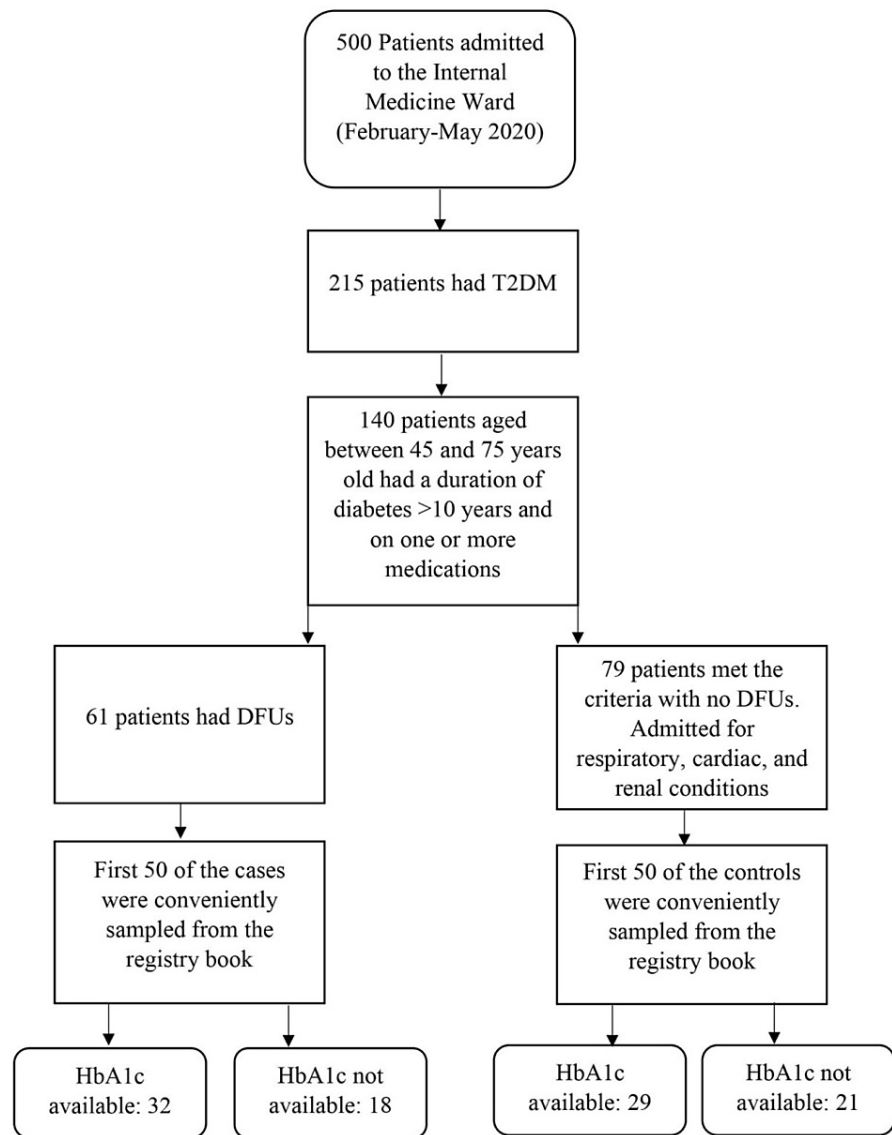 500 Patients admitted
to the Internal
Medicine Ward
(February-May 2020)
215 patients had T2DM
140 patients aged
between 45 and 75 years
old had a duration of
diabetes >10 years and
on one or more
medications
61 patients had DFUs
79 patients met the
criteria with no DFUs.
Admitted for
respiratory, cardiac, and
renal conditions
First 50 of the cases
were conveniently
sampled from the
registry book
First 50 of the controls
were conveniently
sampled from the
registry book
HbA1c
available: 32
HbA1c not
available: 18
HbA1c
available: 29
HbA1c not
available: 21